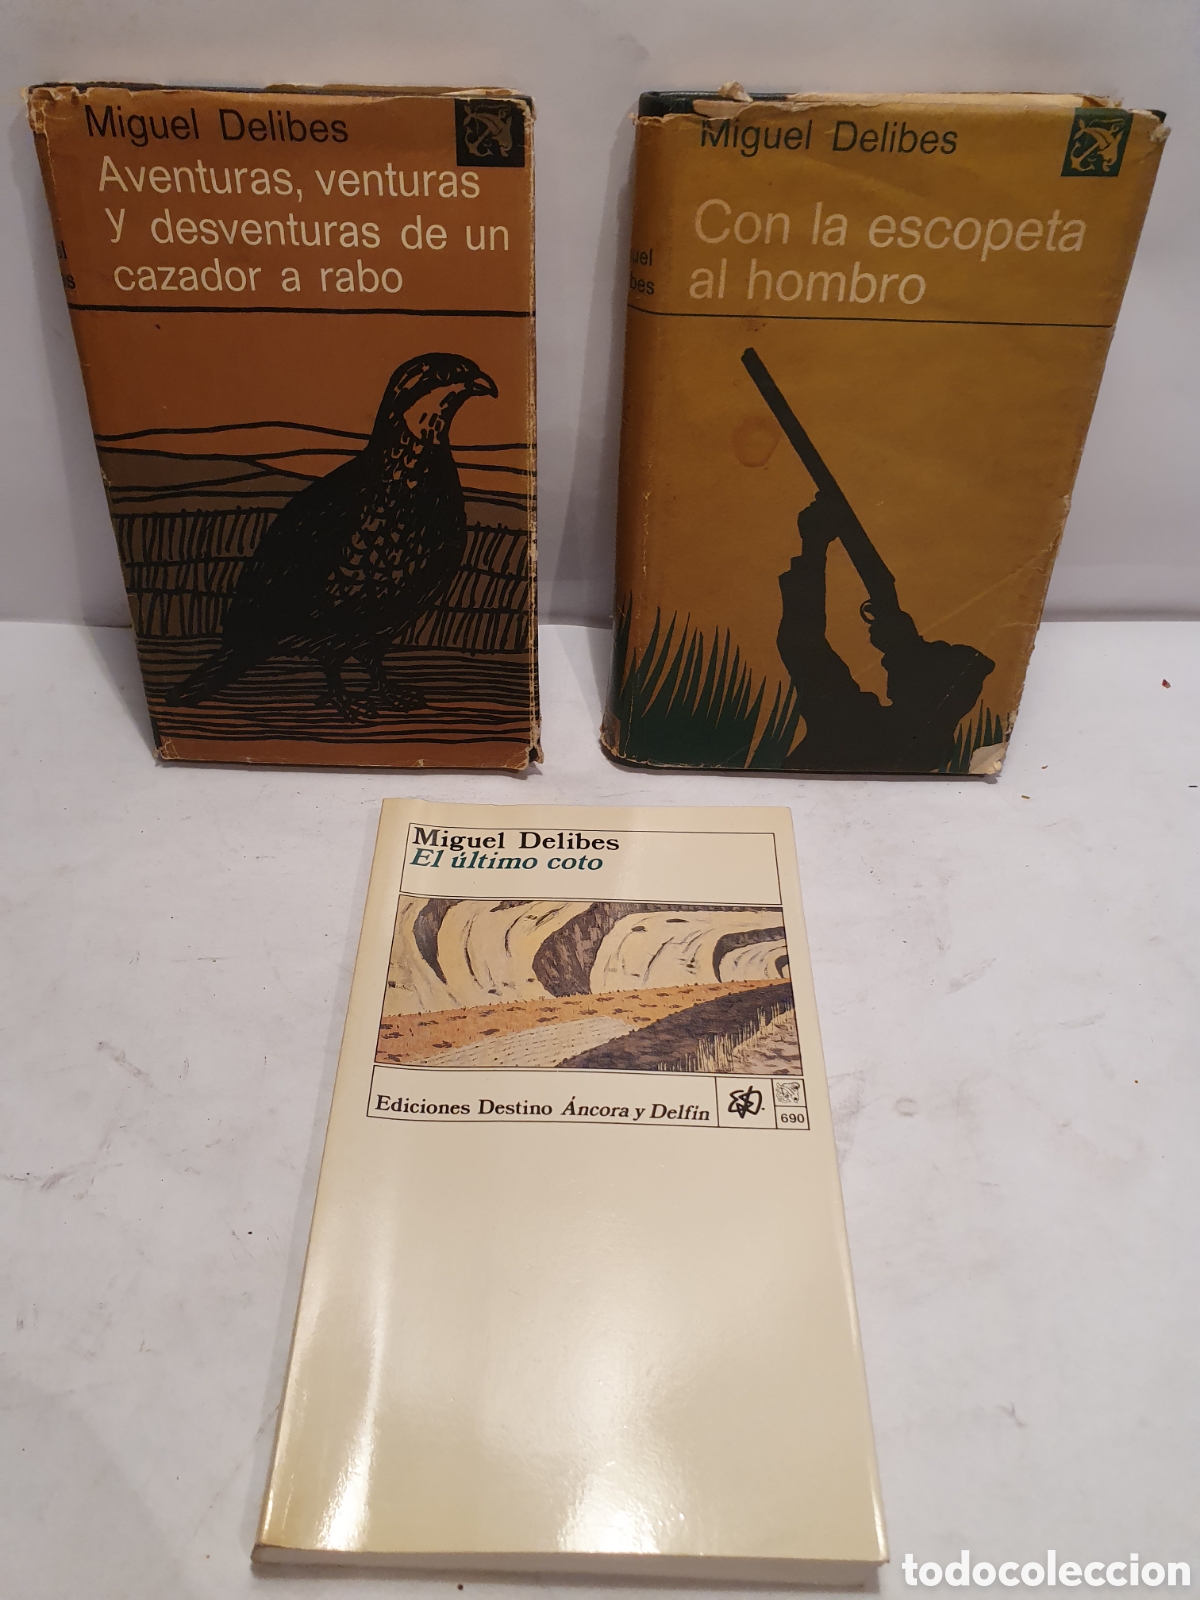 Miguel Delibes
Aventuras, venturas
y desventuras de un
cazador a rabo
Miguel Delibes
Con la escopeta
al hombro
Miguel Delibes
El último coto
Ediciones Destino Áncora y Delfín
690
todocoleccion